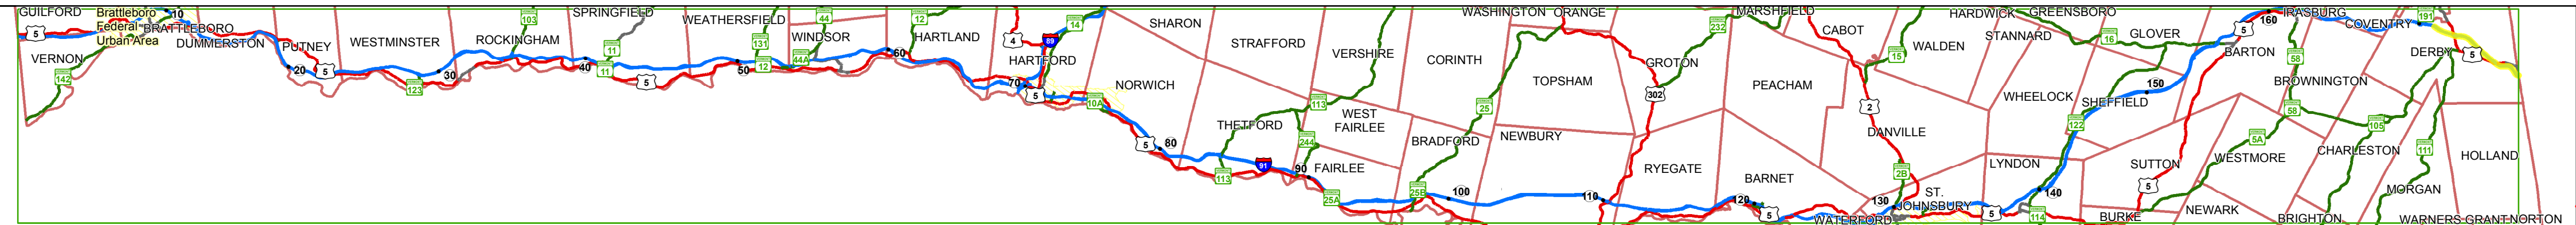 GUILFORD
Brattleboro
Federal
Urban Area
10
BRATTLEBORO
5
VERNON
142
DUMMERSTON
PUTNEY
20
5
WESTMINSTER
123
30
ROCKINGHAM
103
SPRINGFIELD
11
40
11
5
WEATHERSFIELD
131
50
12
44
WINDSOR
44A
60
12
HARTLAND
4
89
14
HARTFORD
70
5
10A
NORWICH
SHARON
5
80
STRAFFORD
THETFORD
113
91
113
244
90
FAIRLEE
25A
VERSHIRE
WEST
FAIRLEE
CORINTH
BRADFORD
25
25B
100
WASHINGTON
ORANGE
TOPSHAM
NEWBURY
110
GROTON
302
RYEGATE
232
MARSHFIELD
PEACHAM
BARNET
120
5
CABOT
2
DANVILLE
15
WALDEN
2B
130
ST.
JOHNSBURY
WATERFORD
HARDWICK
STANNARD
GREENSBORO
WHEELOCK
LYNDON
5
114
140
122
16
GLOVER
SHEFFIELD
150
SUTTON
5
BURKE
5
160
IRASBURG
BARTON
58
BROWNINGTON
58
5A
WESTMORE
NEWARK
COVENTRY
191
DERBY
5
105
CHARLESTON
111
MORGAN
BRIGHTON
HOLLAND
WARNERS GRANT
NORTON